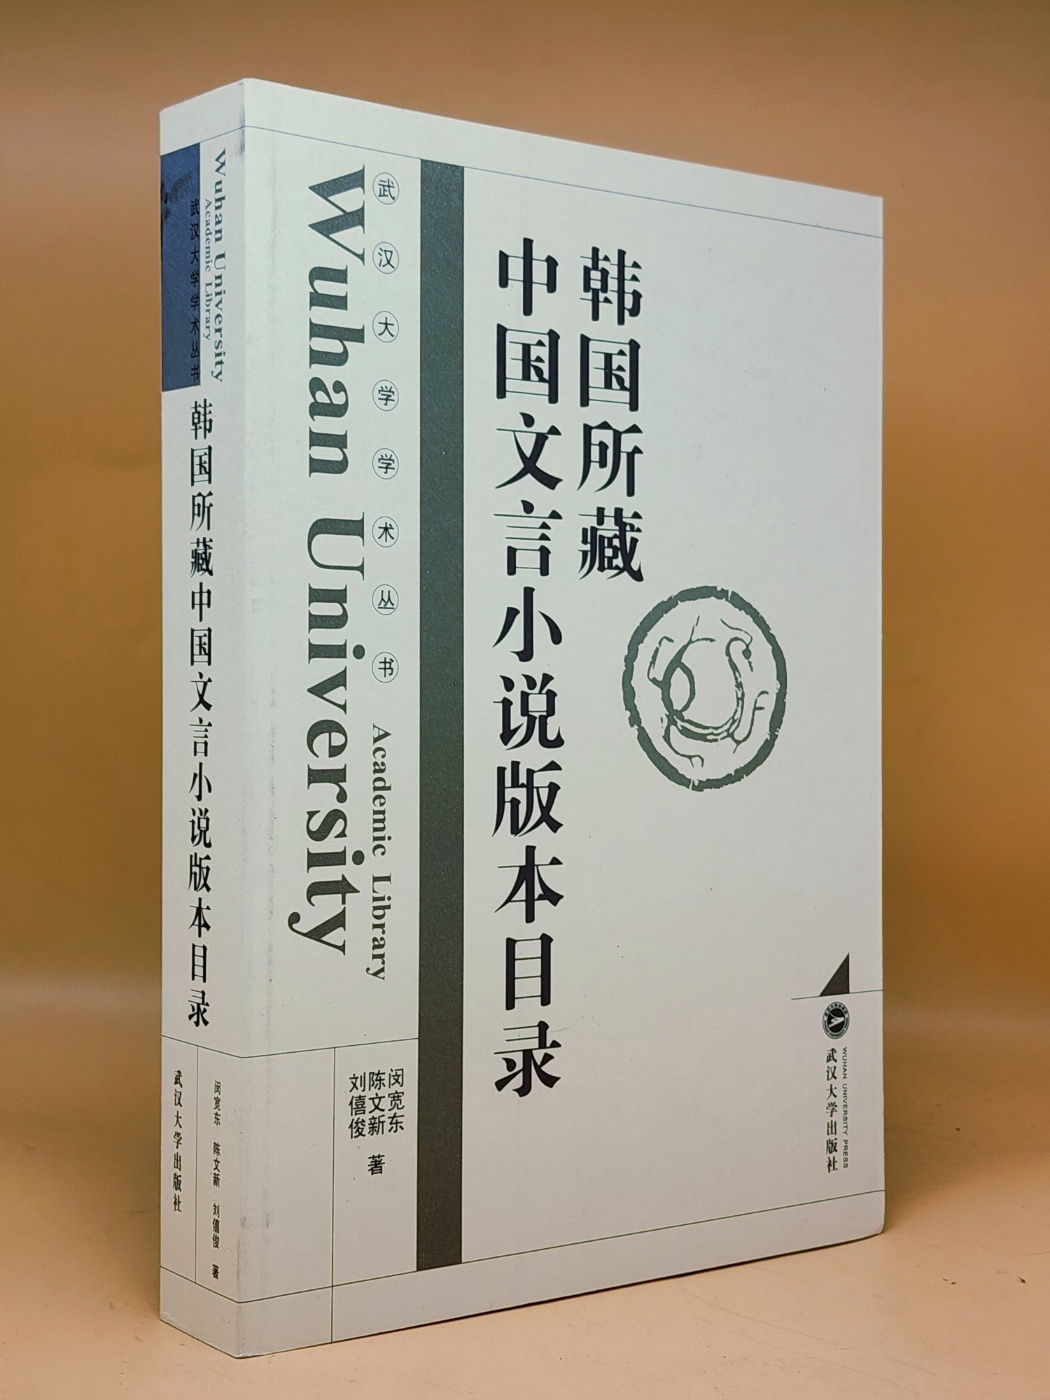 韩国所藏
中国文言小说版本目录
武汉大学学术丛书
Academic Library
Wuhan University
闵宽东
陈文新 著
刘僖俊
武汉大学出版社
WUHAN UNIVERSITY PRESS
Wuhan University
Academic Library
武汉大学学术丛书
韩国所藏中国文言小说版本目录
闵宽东 陈文新 刘僖俊 著
武汉大学出版社